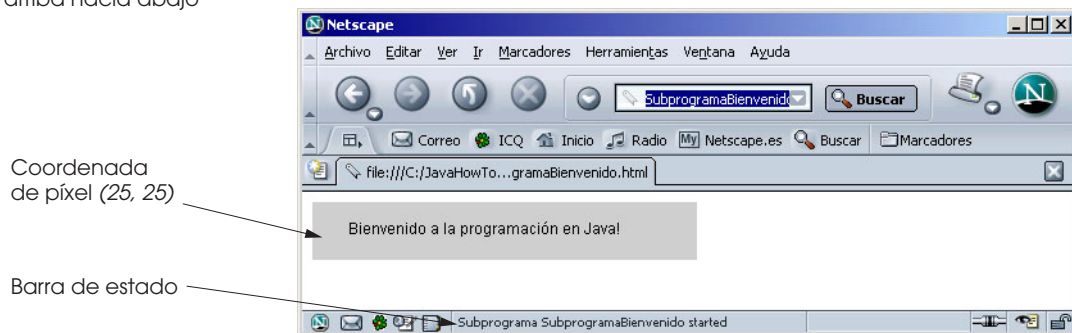 arriba hacia abajo
Netscape
Archivo Editar Ver Ir Marcadores Herramientas Ventana Ayuda
SubprogramaBienvenido
Buscar
N
Correo ICQ Inicio Radio My Netscape.es Buscar Marcadores
file:///C:/JavaHowTo...gramaBienvenido.html
Coordenada
de píxel (25, 25)
Bienvenido a la programación en Java!
Barra de estado
Subprograma SubprogramaBienvenido started